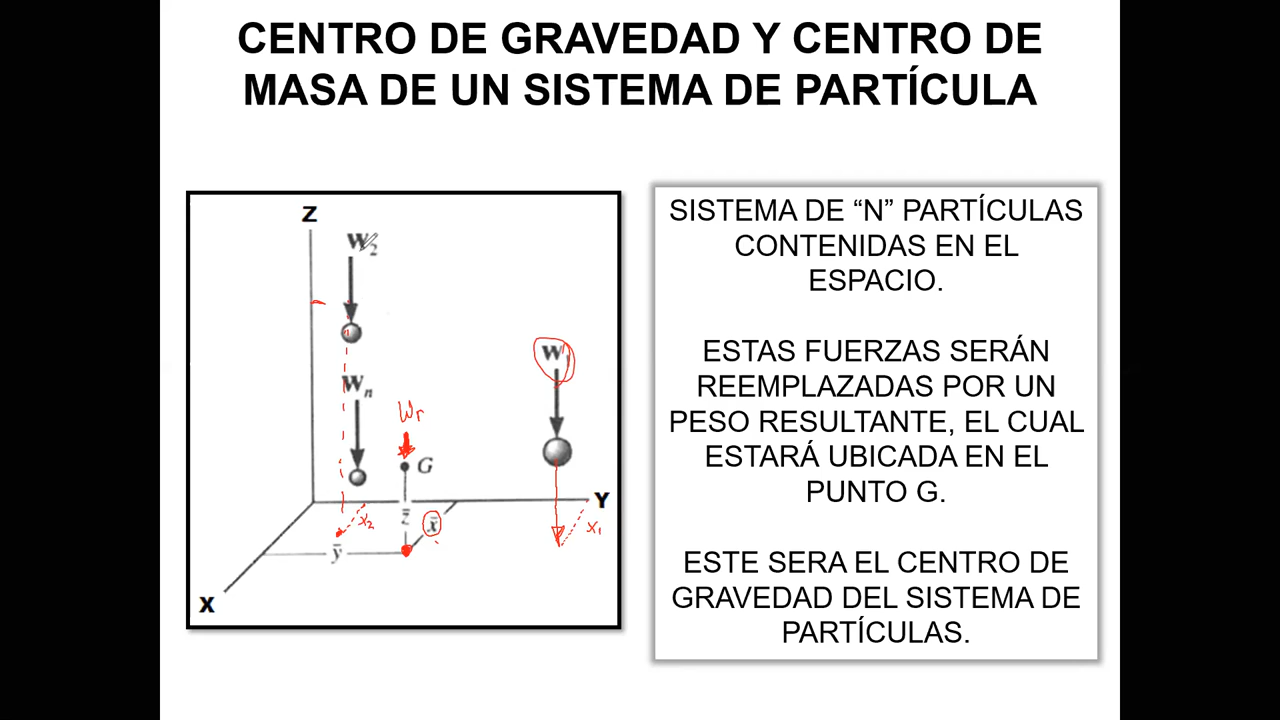 CENTRO DE GRAVEDAD Y CENTRO DE
MASA DE UN SISTEMA DE PARTÍCULA
Z
W₂
Wₙ
Wᵣ
G
W₁
Y
z̄
x̄
x₂
x₁
ȳ
X
SISTEMA DE “N” PARTÍCULAS
CONTENIDAS EN EL
ESPACIO.
ESTAS FUERZAS SERÁN
REEMPLAZADAS POR UN
PESO RESULTANTE, EL CUAL
ESTARÁ UBICADA EN EL
PUNTO G.
ESTE SERA EL CENTRO DE
GRAVEDAD DEL SISTEMA DE
PARTÍCULAS.